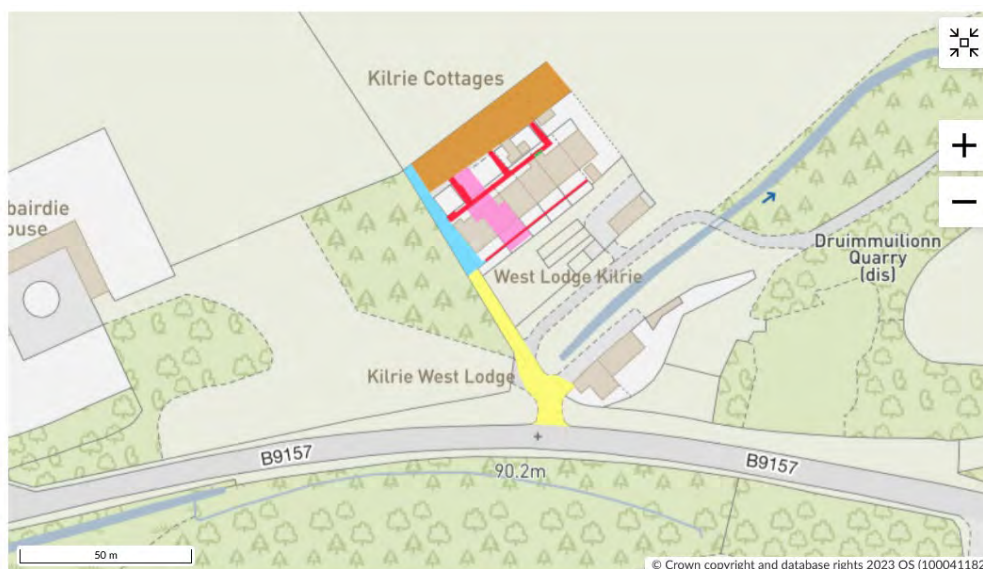 Kilrie Cottages
bairdie
ouse
Druimmuilionn
Quarry
(dis)
West Lodge Kilrie
Kilrie West Lodge
B9157
B9157
90.2m
50 m
© Crown copyright and database rights 2023 OS (100041182